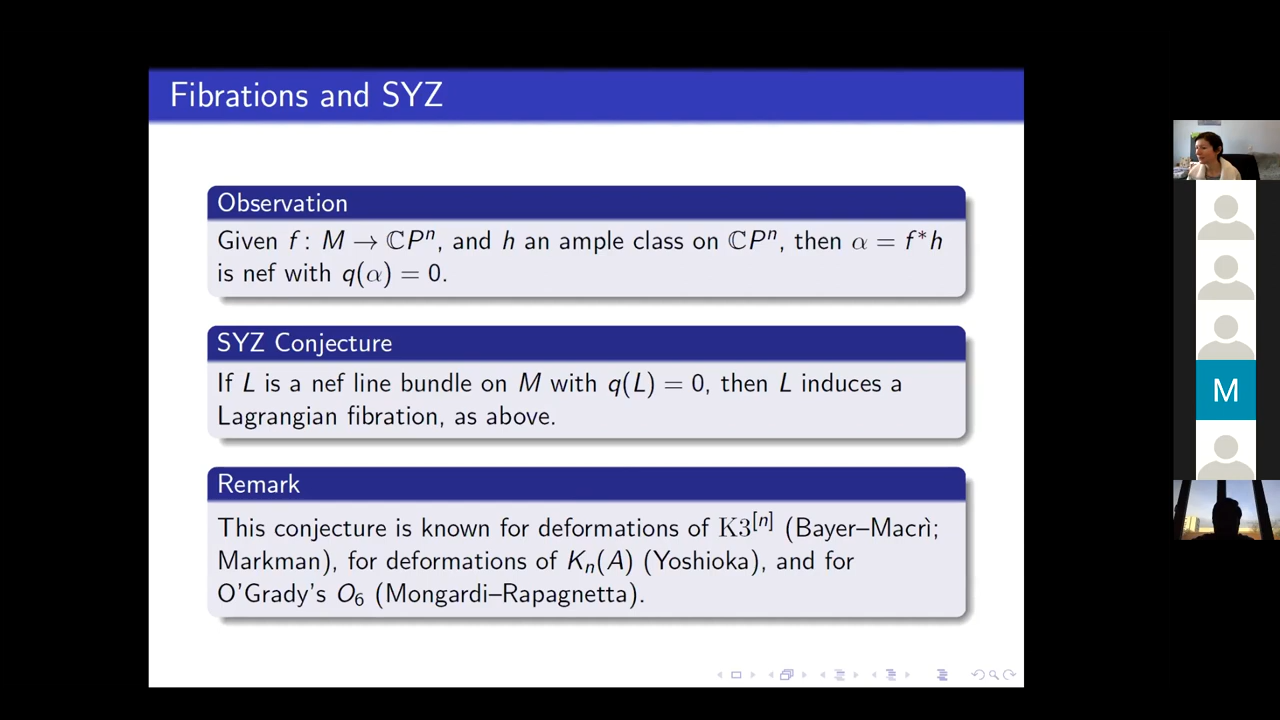 Fibrations and SYZ
Observation
Given f : M → ℂPⁿ, and h an ample class on ℂPⁿ, then α = f*h
is nef with q(α) = 0.
SYZ Conjecture
If L is a nef line bundle on M with q(L) = 0, then L induces a
Lagrangian fibration, as above.
Remark
This conjecture is known for deformations of K3^[n] (Bayer–Macrì;
Markman), for deformations of Kₙ(A) (Yoshioka), and for
O'Grady's O₆ (Mongardi–Rapagnetta).
M